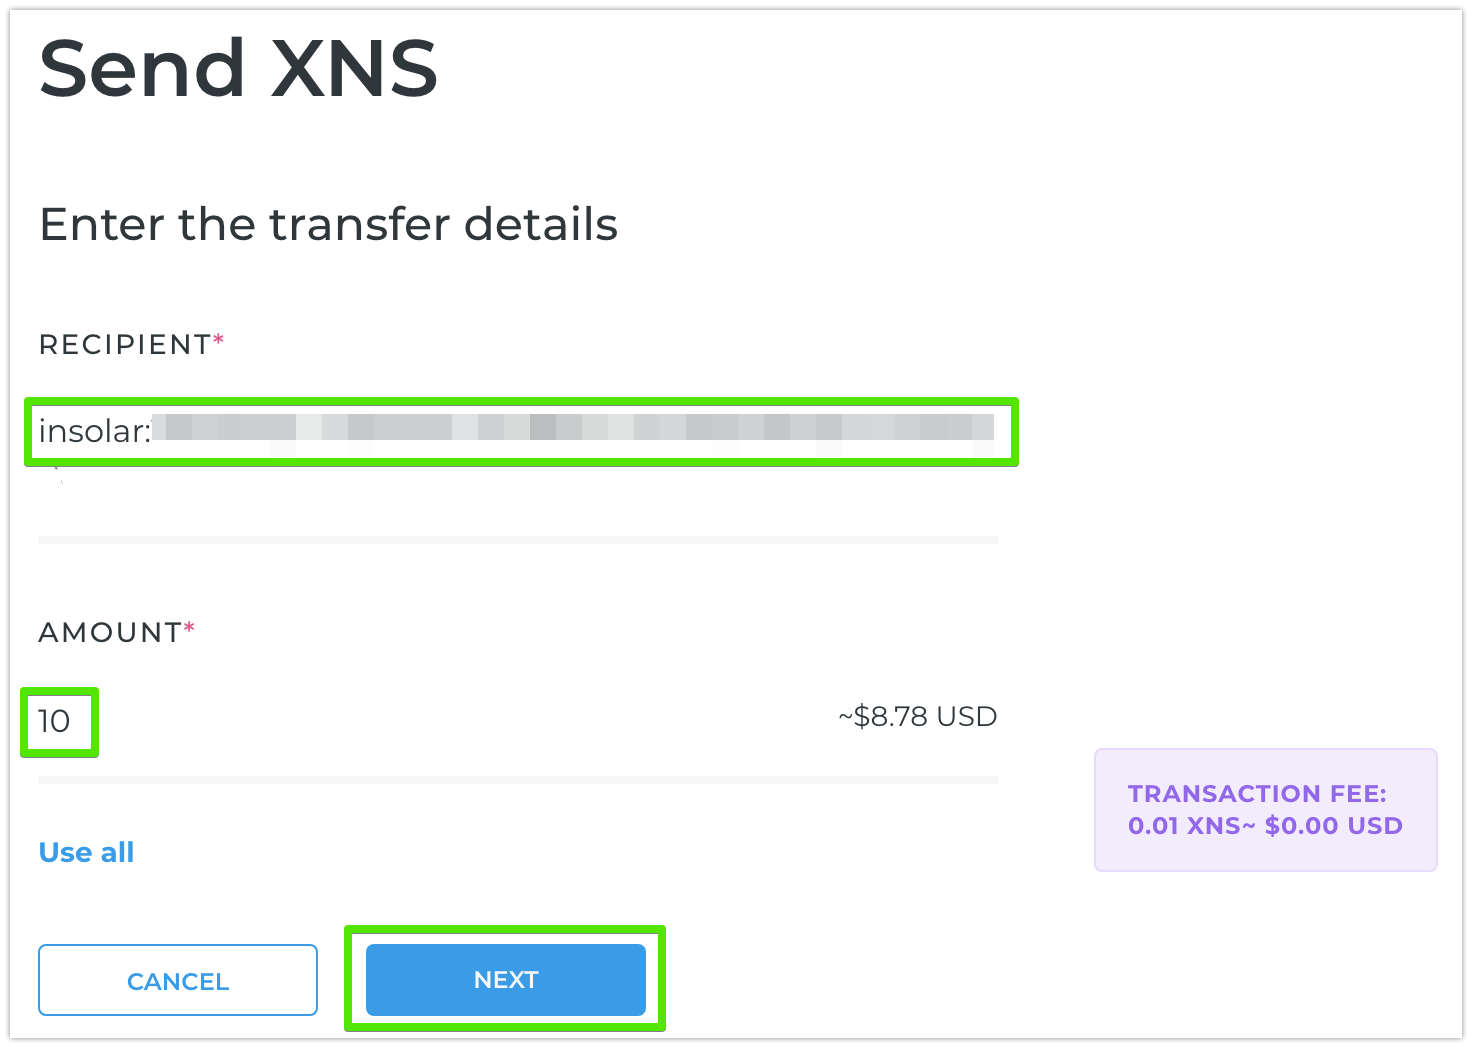 Send XNS
Enter the transfer details
RECIPIENT*
insolar:
AMOUNT*
10
~$8.78 USD
TRANSACTION FEE:
0.01 XNS~ $0.00 USD
Use all
CANCEL
NEXT